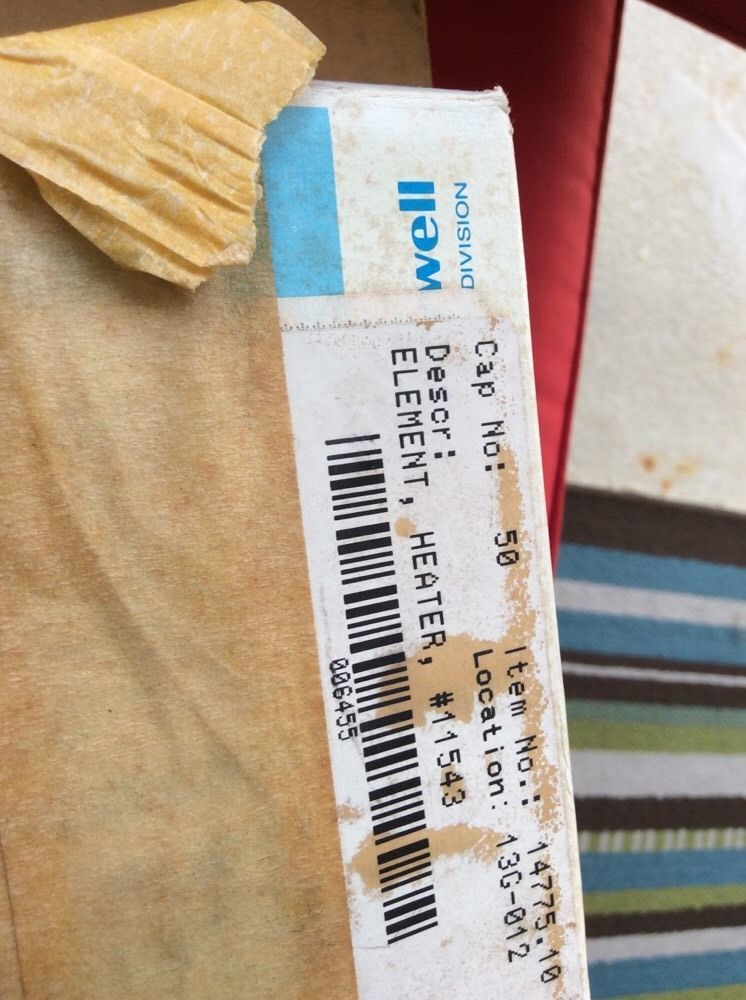 well
DIVISION
Cap No: 50 Item No.: 14775.10
Location: 13G-012
Descr:
ELEMENT, HEATER, #11543
006455